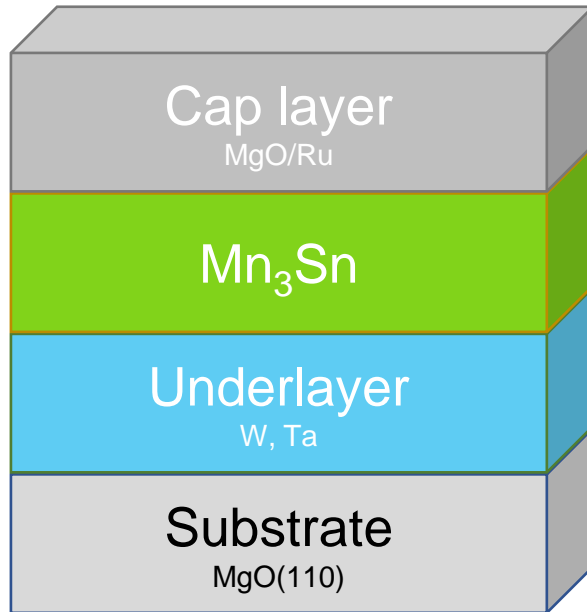 Cap layer
MgO/Ru
Mn₃Sn
Underlayer
W, Ta
Substrate
MgO(110)